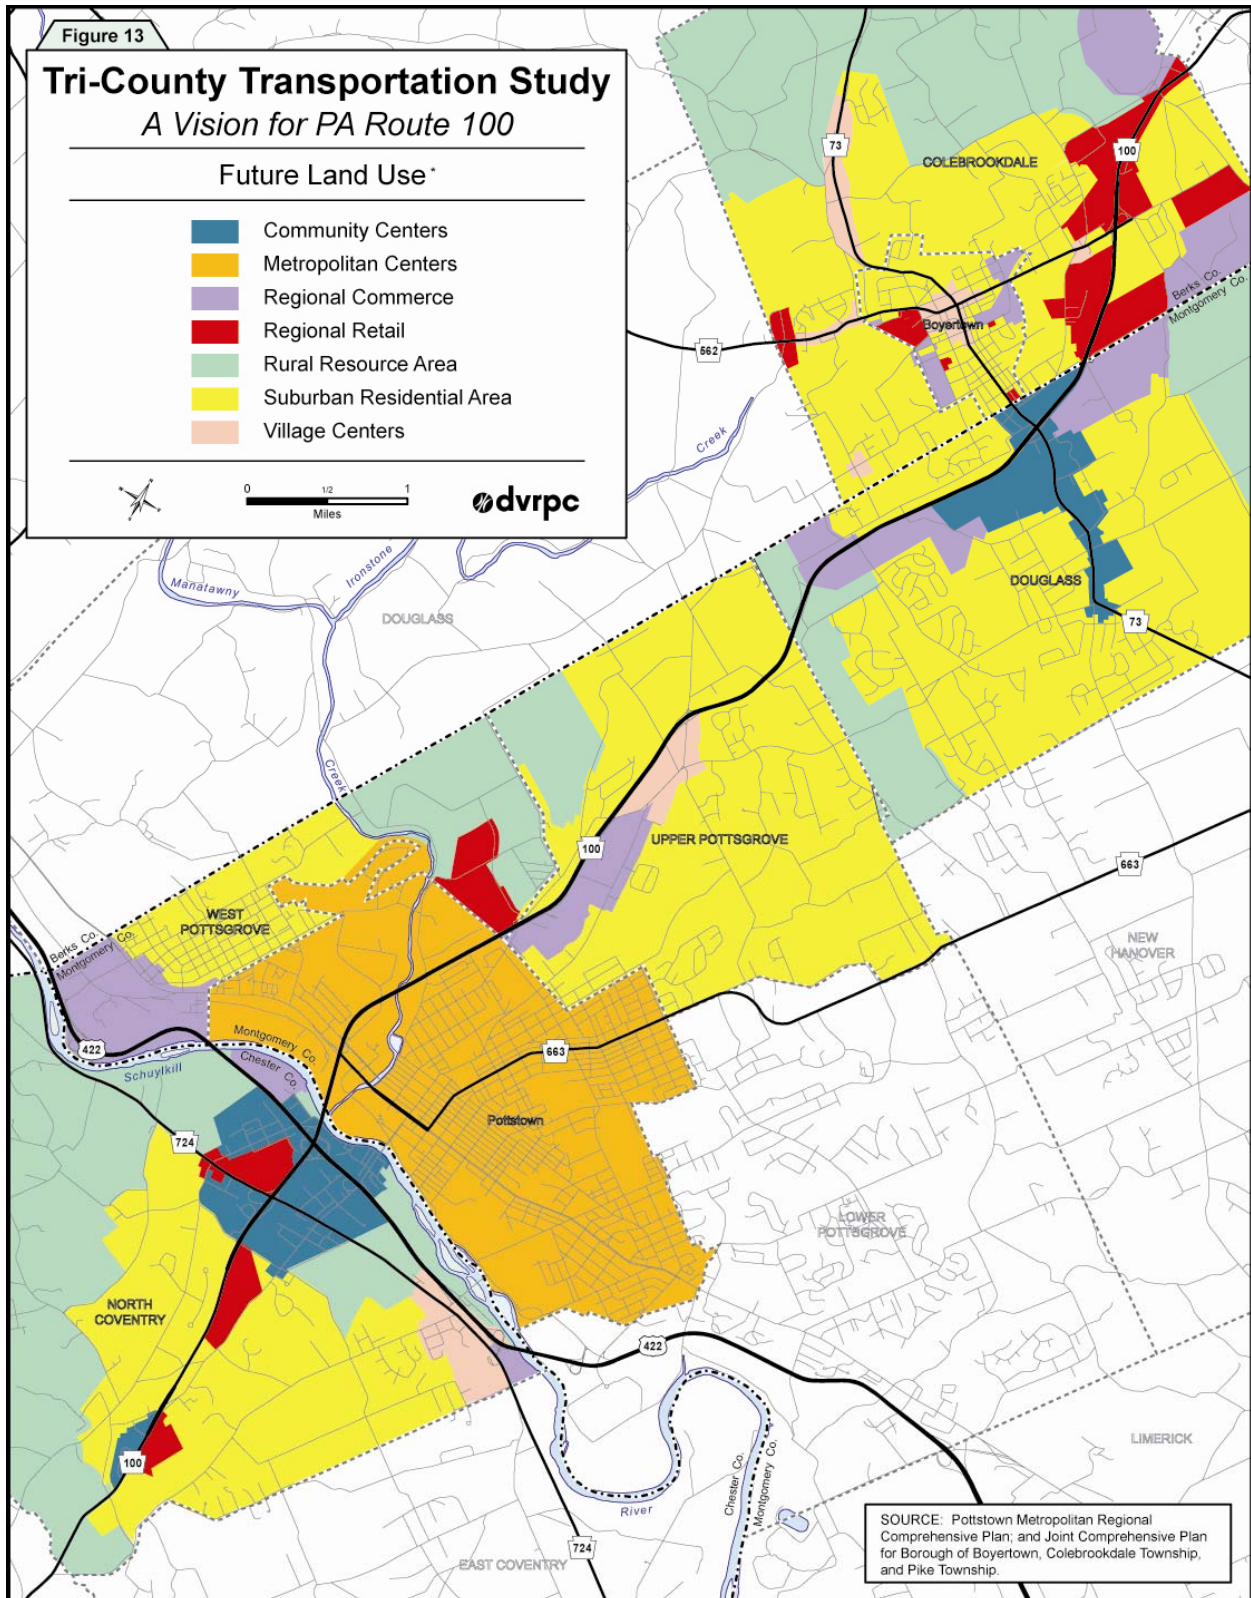 Figure 13
Tri-County Transportation Study
A Vision for PA Route 100
Future Land Use*
Community Centers
Metropolitan Centers
Regional Commerce
Regional Retail
Rural Resource Area
Suburban Residential Area
Village Centers
0 1/2 1
Miles
dvrpc
73
100
COLEBROOKDALE
Berks Co.
Montgomery Co.
Boyertown
562
Creek
Ironstone
Manatawny
DOUGLASS
DOUGLASS
73
Creek
100
UPPER POTTSGROVE
663
WEST
POTTSGROVE
Berks Co.
Montgomery Co.
NEW
HANOVER
422
Montgomery Co.
Chester Co.
Schuylkill
663
Pottstown
724
LOWER
POTTSGROVE
NORTH
COVENTRY
422
100
LIMERICK
Chester Co.
Montgomery Co.
River
724
EAST COVENTRY
SOURCE: Pottstown Metropolitan Regional
Comprehensive Plan; and Joint Comprehensive Plan
for Borough of Boyertown, Colebrookdale Township,
and Pike Township.